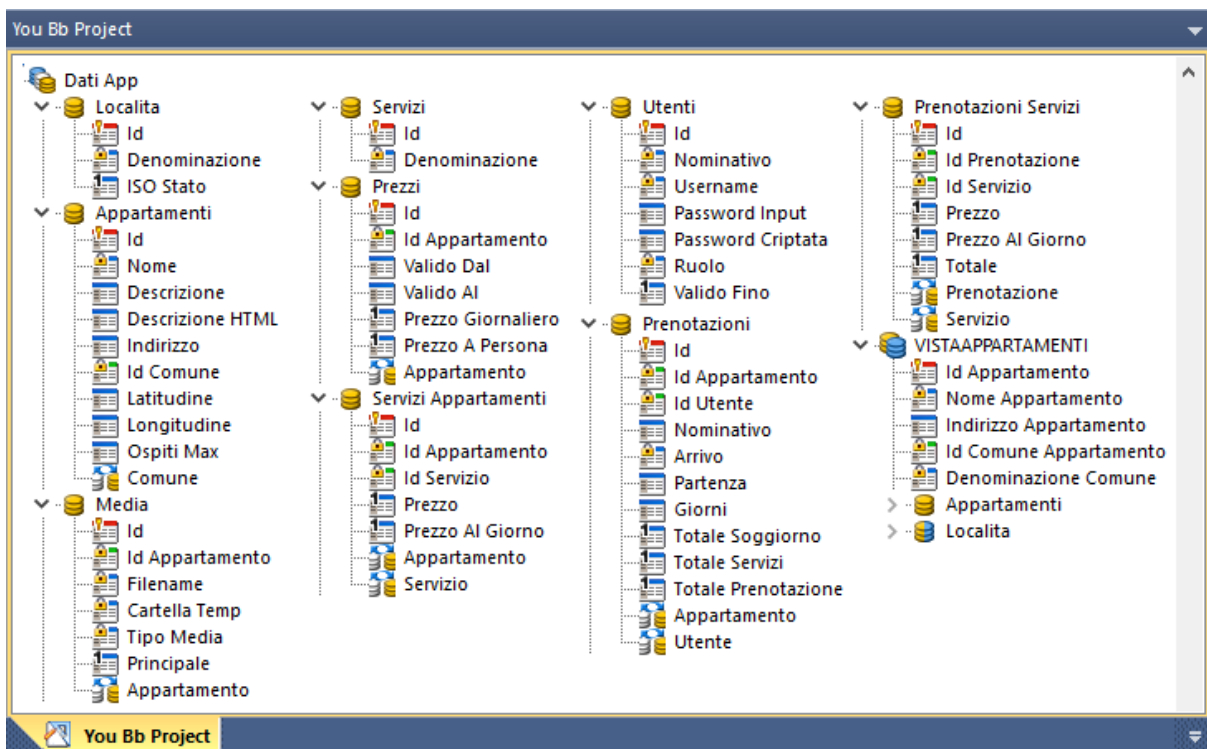 You Bb Project
Dati App
Localita
Id
Denominazione
ISO Stato
Appartamenti
Id
Nome
Descrizione
Descrizione HTML
Indirizzo
Id Comune
Latitudine
Longitudine
Ospiti Max
Comune
Media
Id
Id Appartamento
Filename
Cartella Temp
Tipo Media
Principale
Appartamento
Servizi
Id
Denominazione
Prezzi
Id
Id Appartamento
Valido Dal
Valido Al
Prezzo Giornaliero
Prezzo A Persona
Appartamento
Servizi Appartamenti
Id
Id Appartamento
Id Servizio
Prezzo
Prezzo Al Giorno
Appartamento
Servizio
Utenti
Id
Nominativo
Username
Password Input
Password Criptata
Ruolo
Valido Fino
Prenotazioni
Id
Id Appartamento
Id Utente
Nominativo
Arrivo
Partenza
Giorni
Totale Soggiorno
Totale Servizi
Totale Prenotazione
Appartamento
Utente
Prenotazioni Servizi
Id
Id Prenotazione
Id Servizio
Prezzo
Prezzo Al Giorno
Totale
Prenotazione
Servizio
VISTAAPPARTAMENTI
Id Appartamento
Nome Appartamento
Indirizzo Appartamento
Id Comune Appartamento
Denominazione Comune
Appartamenti
Localita
You Bb Project